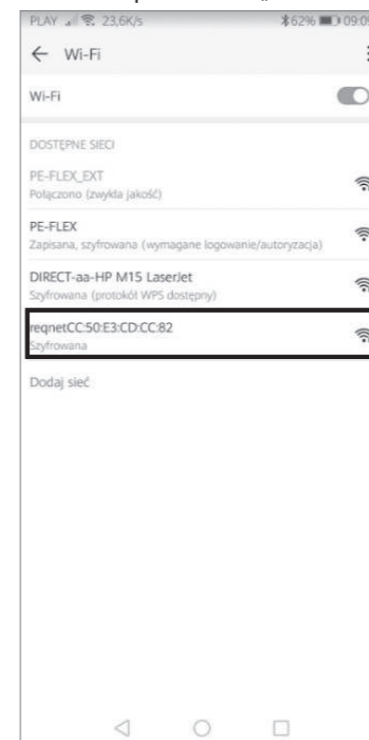 PLAY 23,6K/s 62% 09:09
Wi-Fi
Wi-Fi
DOSTĘPNE SIECI
PE-FLEX_EXT
Połączono (zwykła jakość)
PE-FLEX
Zapisana, szyfrowana (wymagane logowanie/autoryzacja)
DIRECT-aa-HP M15 LaserJet
Szyfrowana (protokół WPS dostępny)
reqnetCC:50:E3:CD:CC:82
Szyfrowana
Dodaj sieć